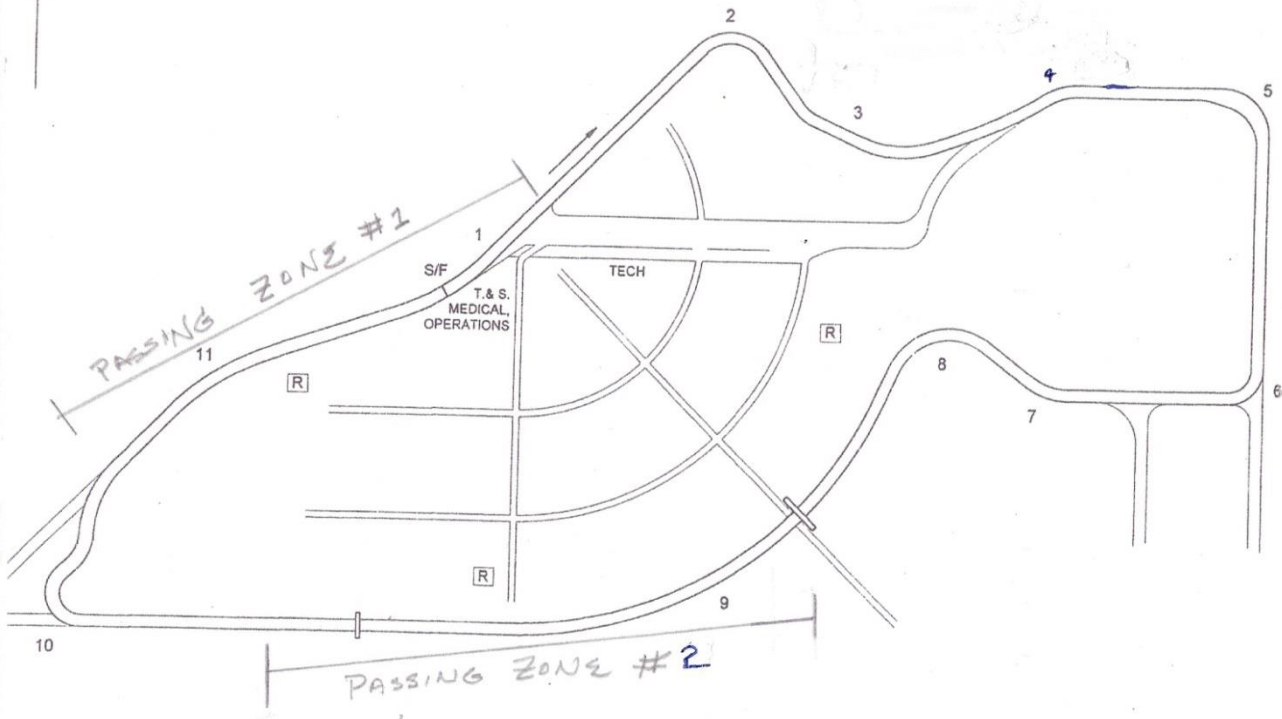 2
4
5
3
PASSING ZONE #1
1
S/F
TECH
T.& S.
MEDICAL,
OPERATIONS
R
11
R
8
6
7
R
9
10
PASSING ZONE #2